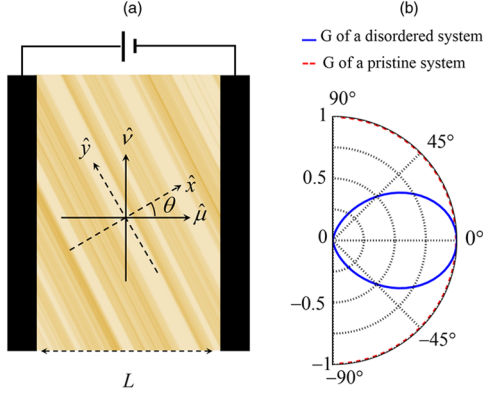 (a)
(b)
G of a disordered system
G of a pristine system
ŷ
ν̂
x̂
θ
μ̂
L
90°
1
45°
0.5
0
0°
−0.5
−45°
−1
−90°